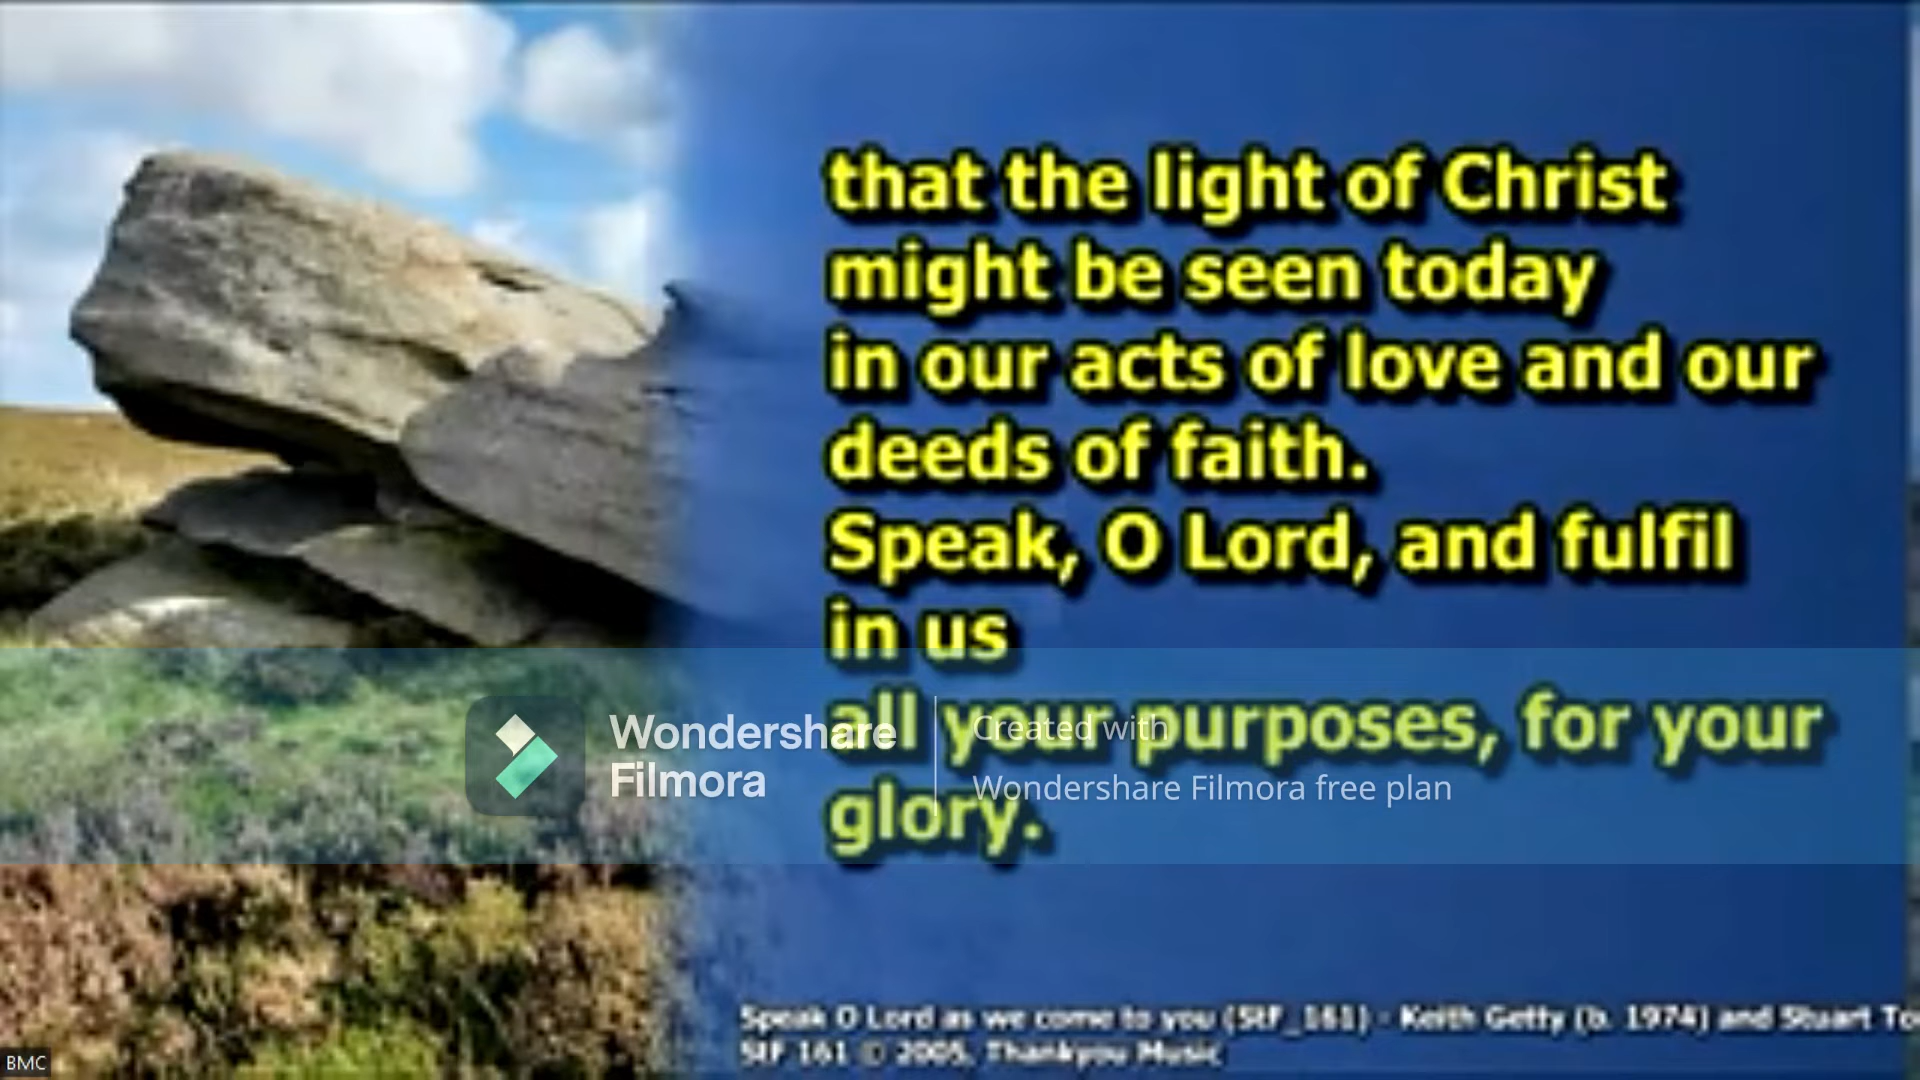 that the light of Christ
might be seen today
in our acts of love and our
deeds of faith.
Speak, O Lord, and fulfil
in us
all your purposes, for your
glory.
Wondershare
Filmora
Created with
Wondershare Filmora free plan
Speak O Lord as we come to you (StF_161) - Keith Getty (b. 1974) and Stuart To
StF 161 © 2005, Thankyou Music
BMC